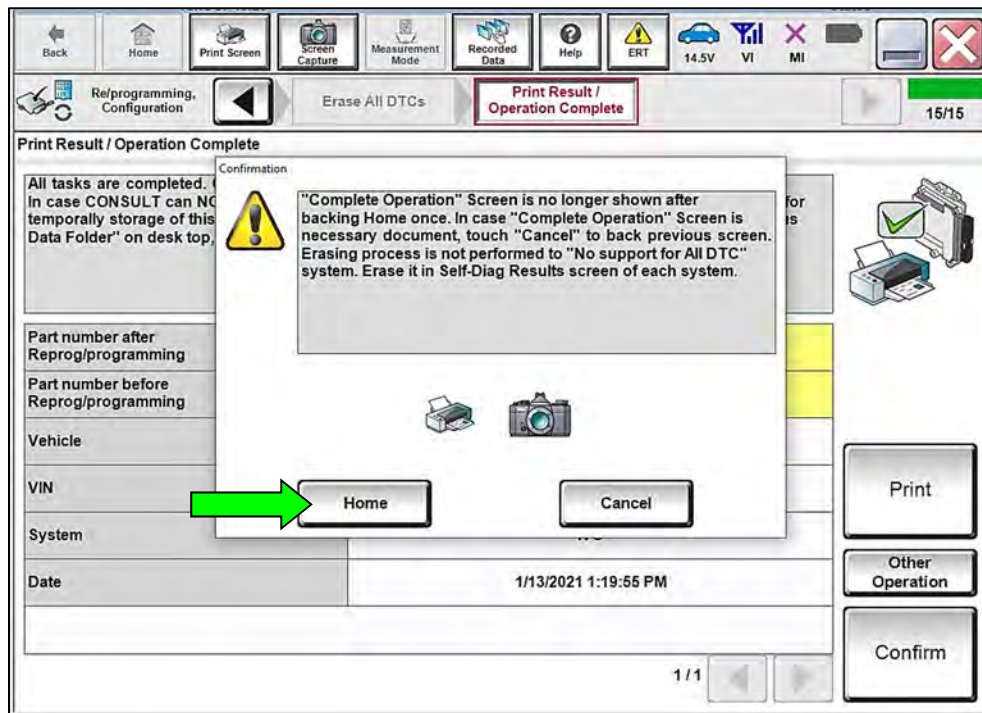 Back
Home
Print Screen
Screen
Capture
Measurement
Mode
Recorded
Data
Help
ERT
14.5V
VI
MI
Re/programming,
Configuration
Erase All DTCs
Print Result /
Operation Complete
15/15
Print Result / Operation Complete
All tasks are completed.
In case CONSULT can
for
temporally storage of this
Data Folder" on desk top,
Confirmation
"Complete Operation" Screen is no longer shown after
backing Home once. In case "Complete Operation" Screen is
necessary document, touch "Cancel" to back previous screen.
Erasing process is not performed to "No support for All DTC"
system. Erase it in Self-Diag Results screen of each system.
Home
Cancel
Part number after
Reprog/programming
Part number before
Reprog/programming
Vehicle
VIN
System
Date
1/13/2021 1:19:55 PM
1/1
Print
Other
Operation
Confirm